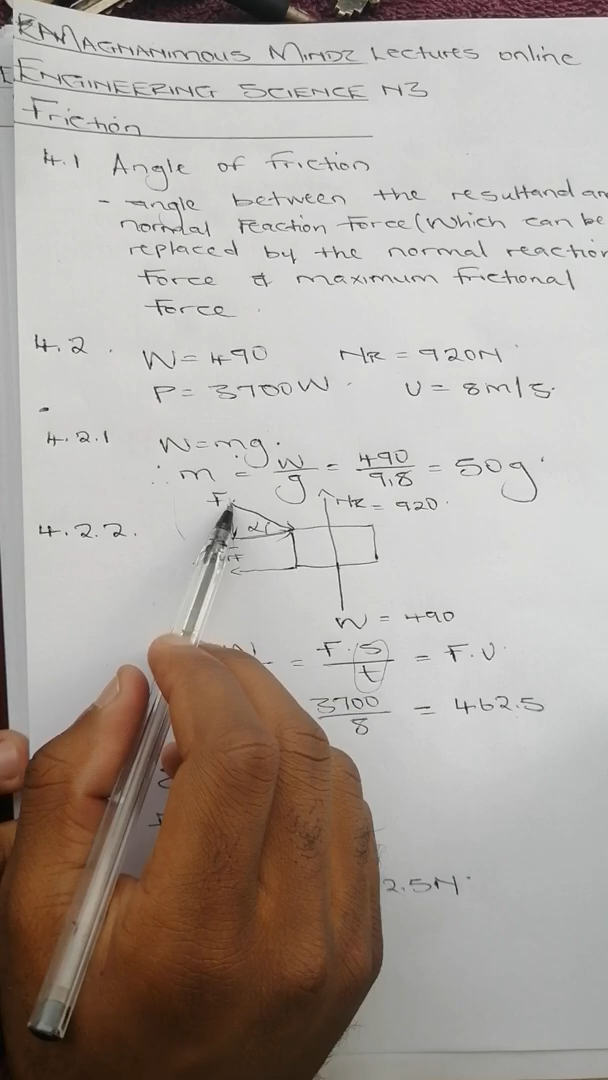 RAMAGNANIMOUS MINDZ Lectures online
ENGINEERING SCIENCE N3
Friction
4.1 Angle of friction
- angle between the resultand an
normal reaction force (which can be
replaced by the normal reaction
force & maximum frictional
force.
4.2. W = 490 NR = 920N
P = 3700W. U = 8m/s.
4.2.1 W = mg.
∴ m = W/g = 490/9,8 = 50g
F NR = 920.
4.2.2. α
W = 490
= F.S/t = F.U.
3700/8 = 462.5
2.5N